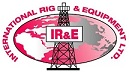 INTERNATIONAL RIG & EQUIPMENT LTD.
IR&E